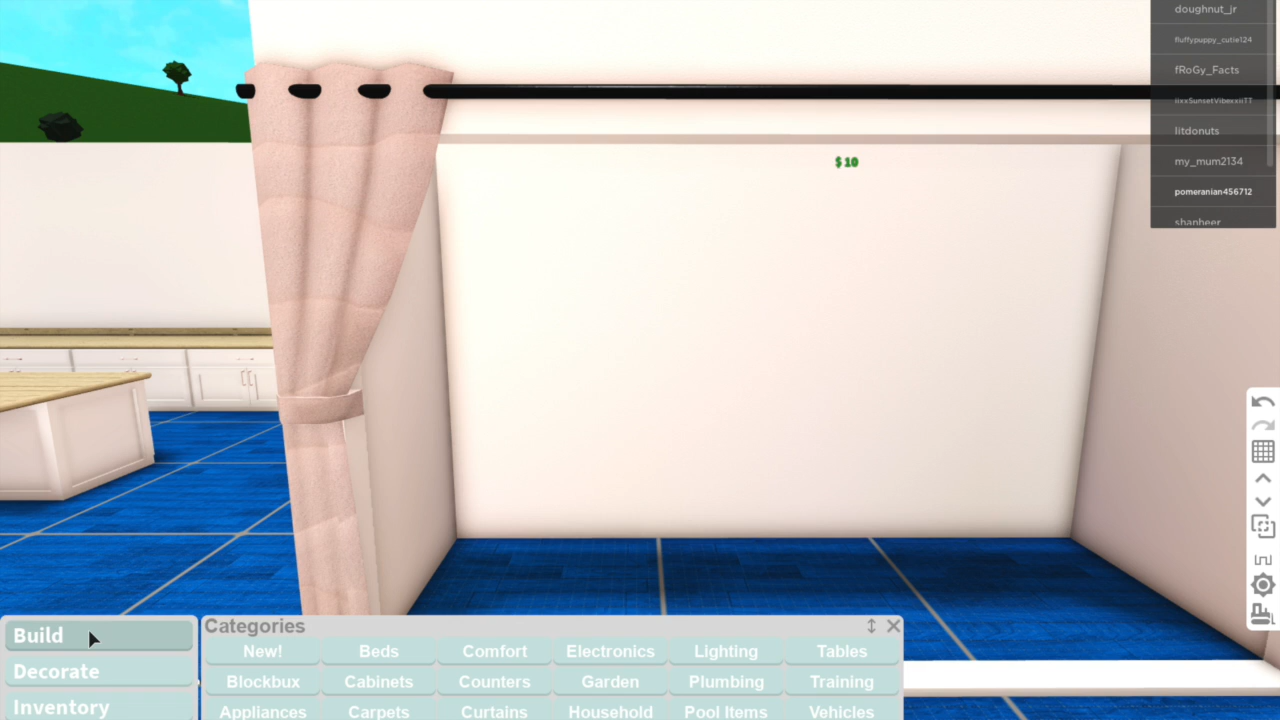 doughnut_jr
fluffypuppy_cutie124
fRoGy_Facts
iixxSunsetVibexxiiTT
litdonuts
my_mum2134
pomeranian456712
shanheer
$ 10
Build
Decorate
Inventory
Categories
New! Beds Comfort Electronics Lighting Tables
Blockbux Cabinets Counters Garden Plumbing Training
Appliances Carpets Curtains Household Pool Items Vehicles